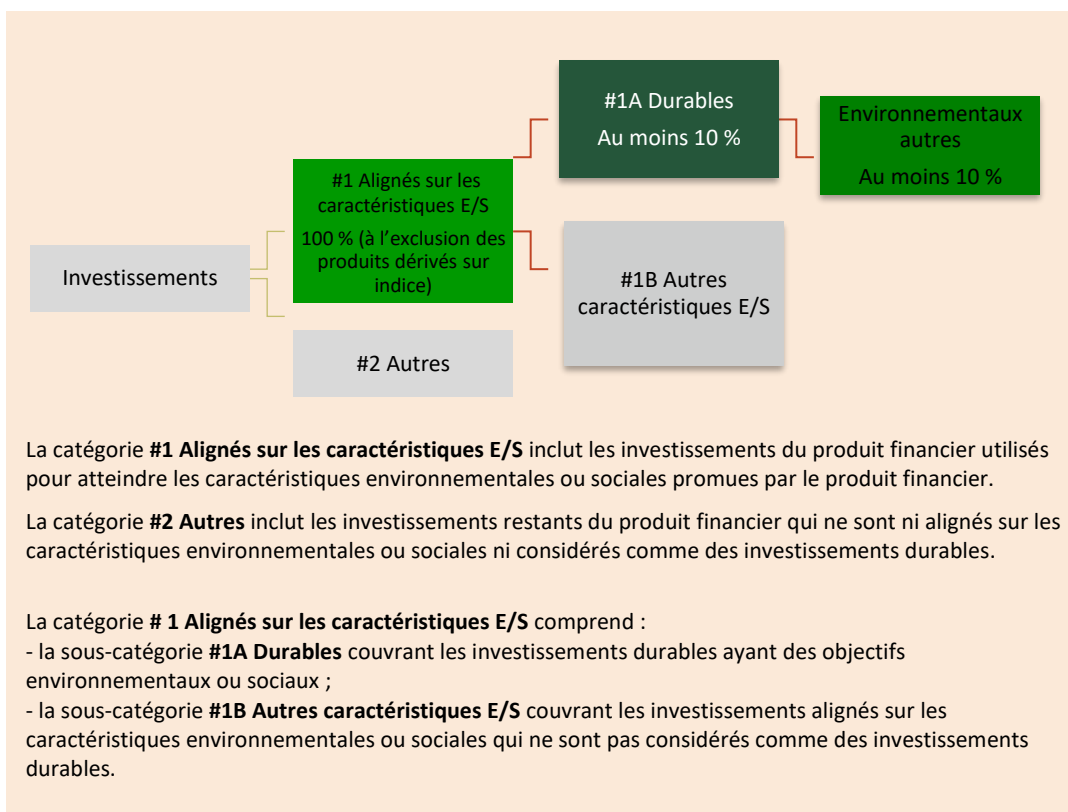 #1A Durables
Au moins 10 %
Environnementaux
autres
Au moins 10 %
#1 Alignés sur les
caractéristiques E/S
100 % (à l’exclusion des
produits dérivés sur
indice)
Investissements
#1B Autres
caractéristiques E/S
#2 Autres
La catégorie #1 Alignés sur les caractéristiques E/S inclut les investissements du produit financier utilisés
pour atteindre les caractéristiques environnementales ou sociales promues par le produit financier.
La catégorie #2 Autres inclut les investissements restants du produit financier qui ne sont ni alignés sur les
caractéristiques environnementales ou sociales ni considérés comme des investissements durables.
La catégorie # 1 Alignés sur les caractéristiques E/S comprend :
- la sous-catégorie #1A Durables couvrant les investissements durables ayant des objectifs
environnementaux ou sociaux ;
- la sous-catégorie #1B Autres caractéristiques E/S couvrant les investissements alignés sur les
caractéristiques environnementales ou sociales qui ne sont pas considérés comme des investissements
durables.